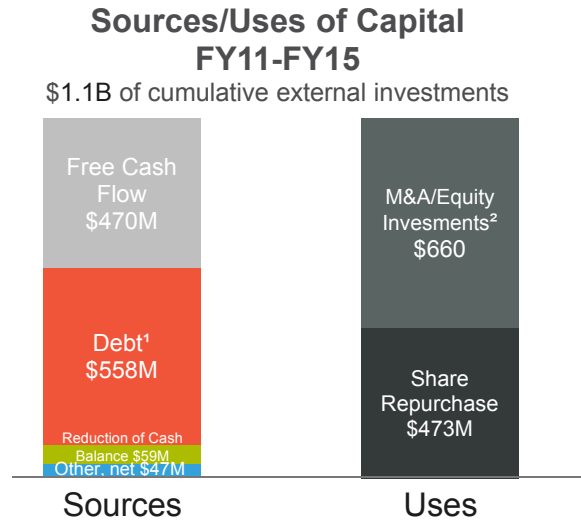 Sources/Uses of Capital
FY11-FY15
$1.1B of cumulative external investments
Free Cash
Flow
$470M
Debt¹
$558M
Reduction of Cash
Balance $59M
Other, net $47M
Sources
M&A/Equity
Invesments²
$660
Share
Repurchase
$473M
Uses